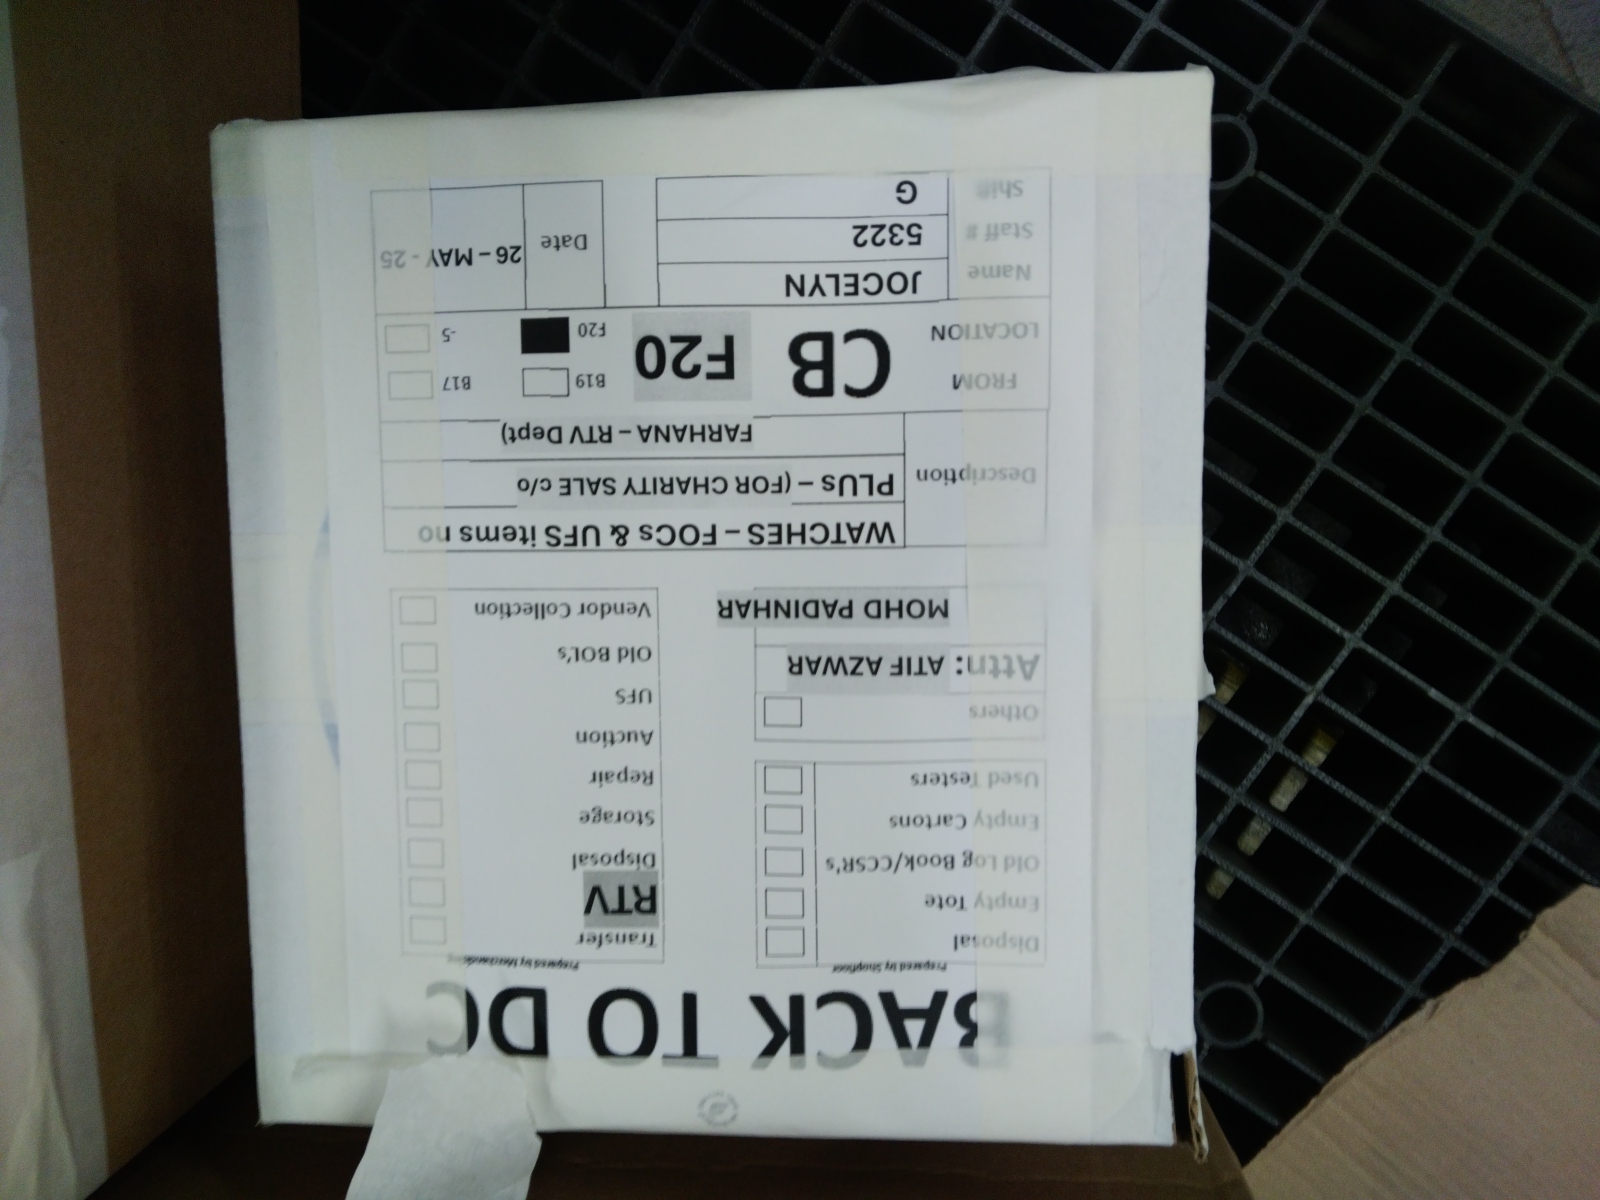 BACK TO DC
Prepared by Shopfloor
Disposal
Empty Tote
Old Log Book/CCSR's
Empty Cartons
Used Testers
Others
Attn: ATIF AZWAR
MOHD PADINHAR
Prepared by Merchandising
Transfer
RTV
Disposal
Storage
Repair
Auction
UFS
Old BOL's
Vendor Collection
Description
WATCHES – FOCs & UFS items no
PLUs – (FOR CHARITY SALE c/o
FARHANA – RTV Dept)
FROM
LOCATION
CB F20
B19
B17
F20
-5
Name JOCELYN
Staff # 5322
Shift# G
Date 26 – MAY - 25